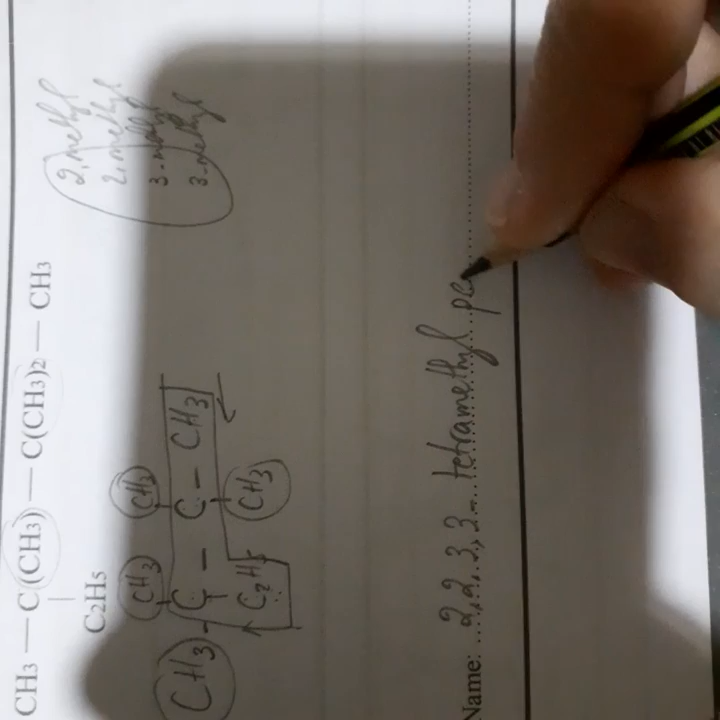 CH3 — C(CH3) — C(CH3)2 — CH3
|
C2H5
2, methyl
2, methyl
3 - methyl
3 - methyl
CH3 CH3
CH3 - C - C - CH3
C2H5 CH3
Name: 2,2,3,3 - tetramethyl pe